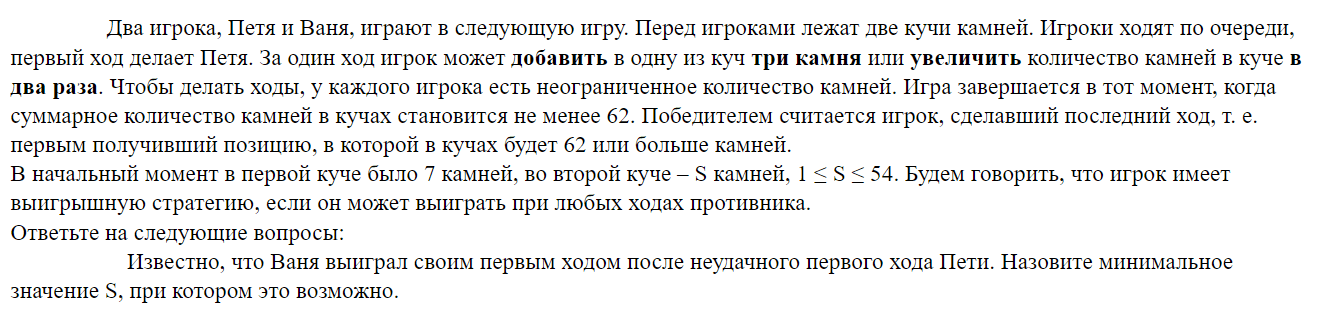 Два игрока, Петя и Ваня, играют в следующую игру. Перед игроками лежат две кучи камней. Игроки ходят по очереди,
первый ход делает Петя. За один ход игрок может добавить в одну из куч три камня или увеличить количество камней в куче в
два раза. Чтобы делать ходы, у каждого игрока есть неограниченное количество камней. Игра завершается в тот момент, когда
суммарное количество камней в кучах становится не менее 62. Победителем считается игрок, сделавший последний ход, т. е.
первым получивший позицию, в которой в кучах будет 62 или больше камней.
В начальный момент в первой куче было 7 камней, во второй куче – S камней, 1 ≤ S ≤ 54. Будем говорить, что игрок имеет
выигрышную стратегию, если он может выиграть при любых ходах противника.
Ответьте на следующие вопросы:
Известно, что Ваня выиграл своим первым ходом после неудачного первого хода Пети. Назовите минимальное
значение S, при котором это возможно.